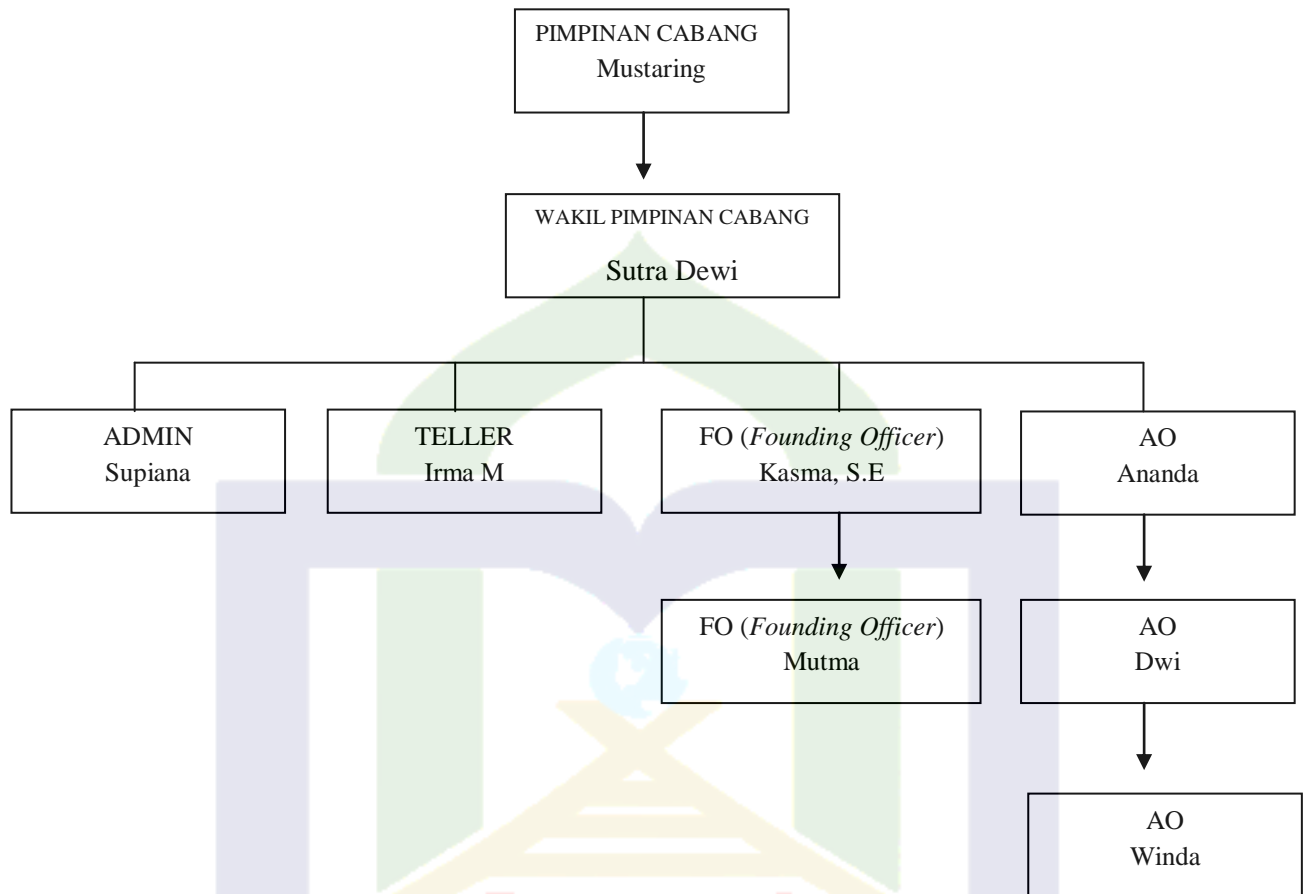 PIMPINAN CABANG
Mustaring
WAKIL PIMPINAN CABANG
Sutra Dewi
ADMIN
Supiana
TELLER
Irma M
FO (Founding Officer)
Kasma, S.E
AO
Ananda
FO (Founding Officer)
Mutma
AO
Dwi
AO
Winda